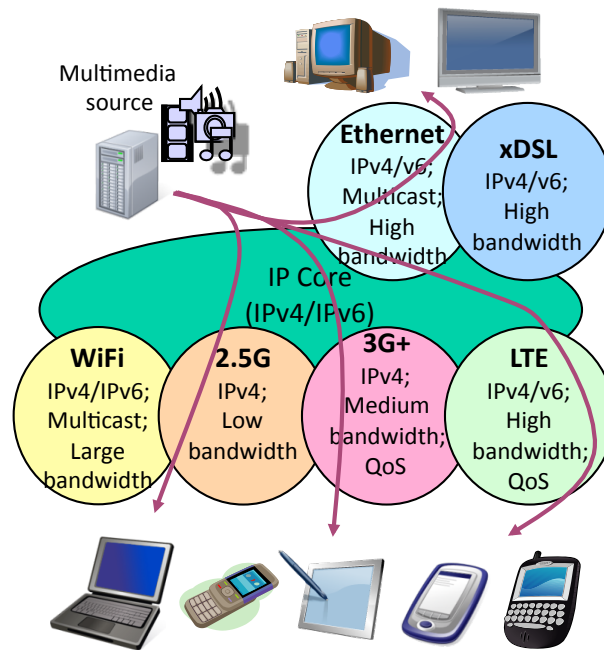 Multimedia
source
Ethernet
IPv4/v6;
Multicast;
High
bandwidth
xDSL
IPv4/v6;
High
bandwidth
IP Core
(IPv4/IPv6)
WiFi
IPv4/IPv6;
Multicast;
Large
bandwidth
2.5G
IPv4;
Low
bandwidth
3G+
IPv4;
Medium
bandwidth;
QoS
LTE
IPv4/v6;
High
bandwidth;
QoS